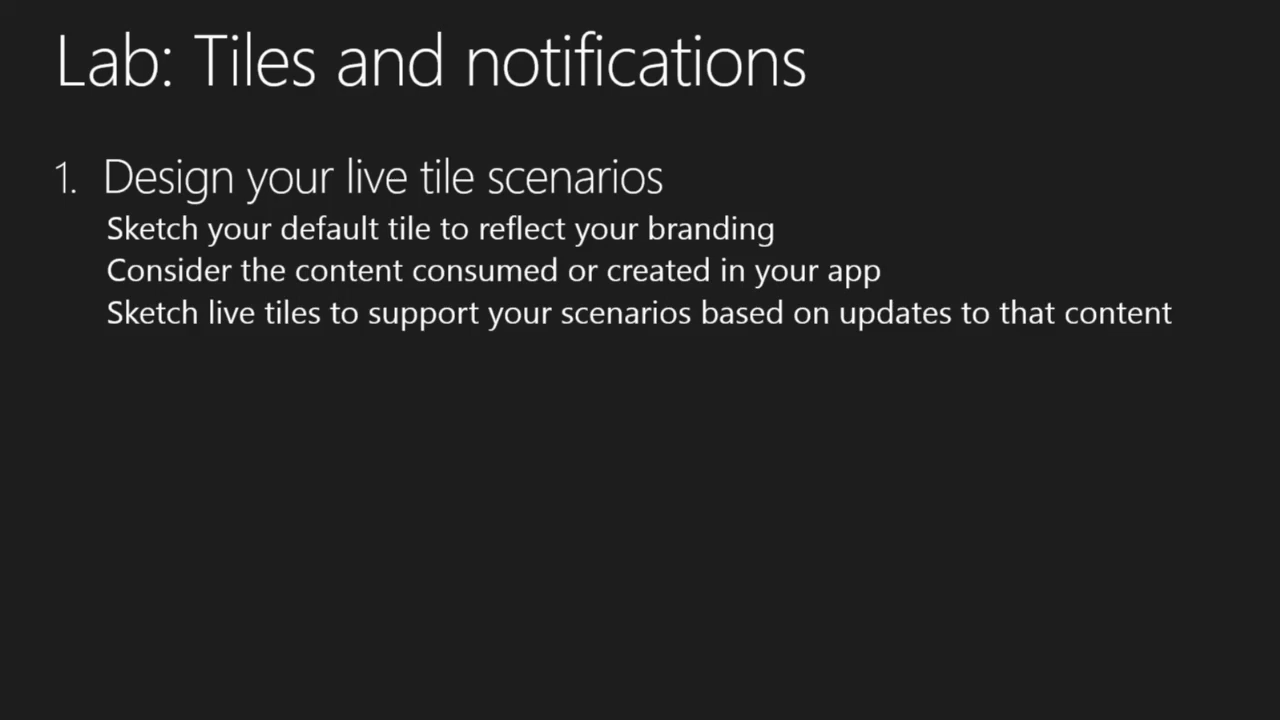 Lab: Tiles and notifications
1. Design your live tile scenarios
Sketch your default tile to reflect your branding
Consider the content consumed or created in your app
Sketch live tiles to support your scenarios based on updates to that content